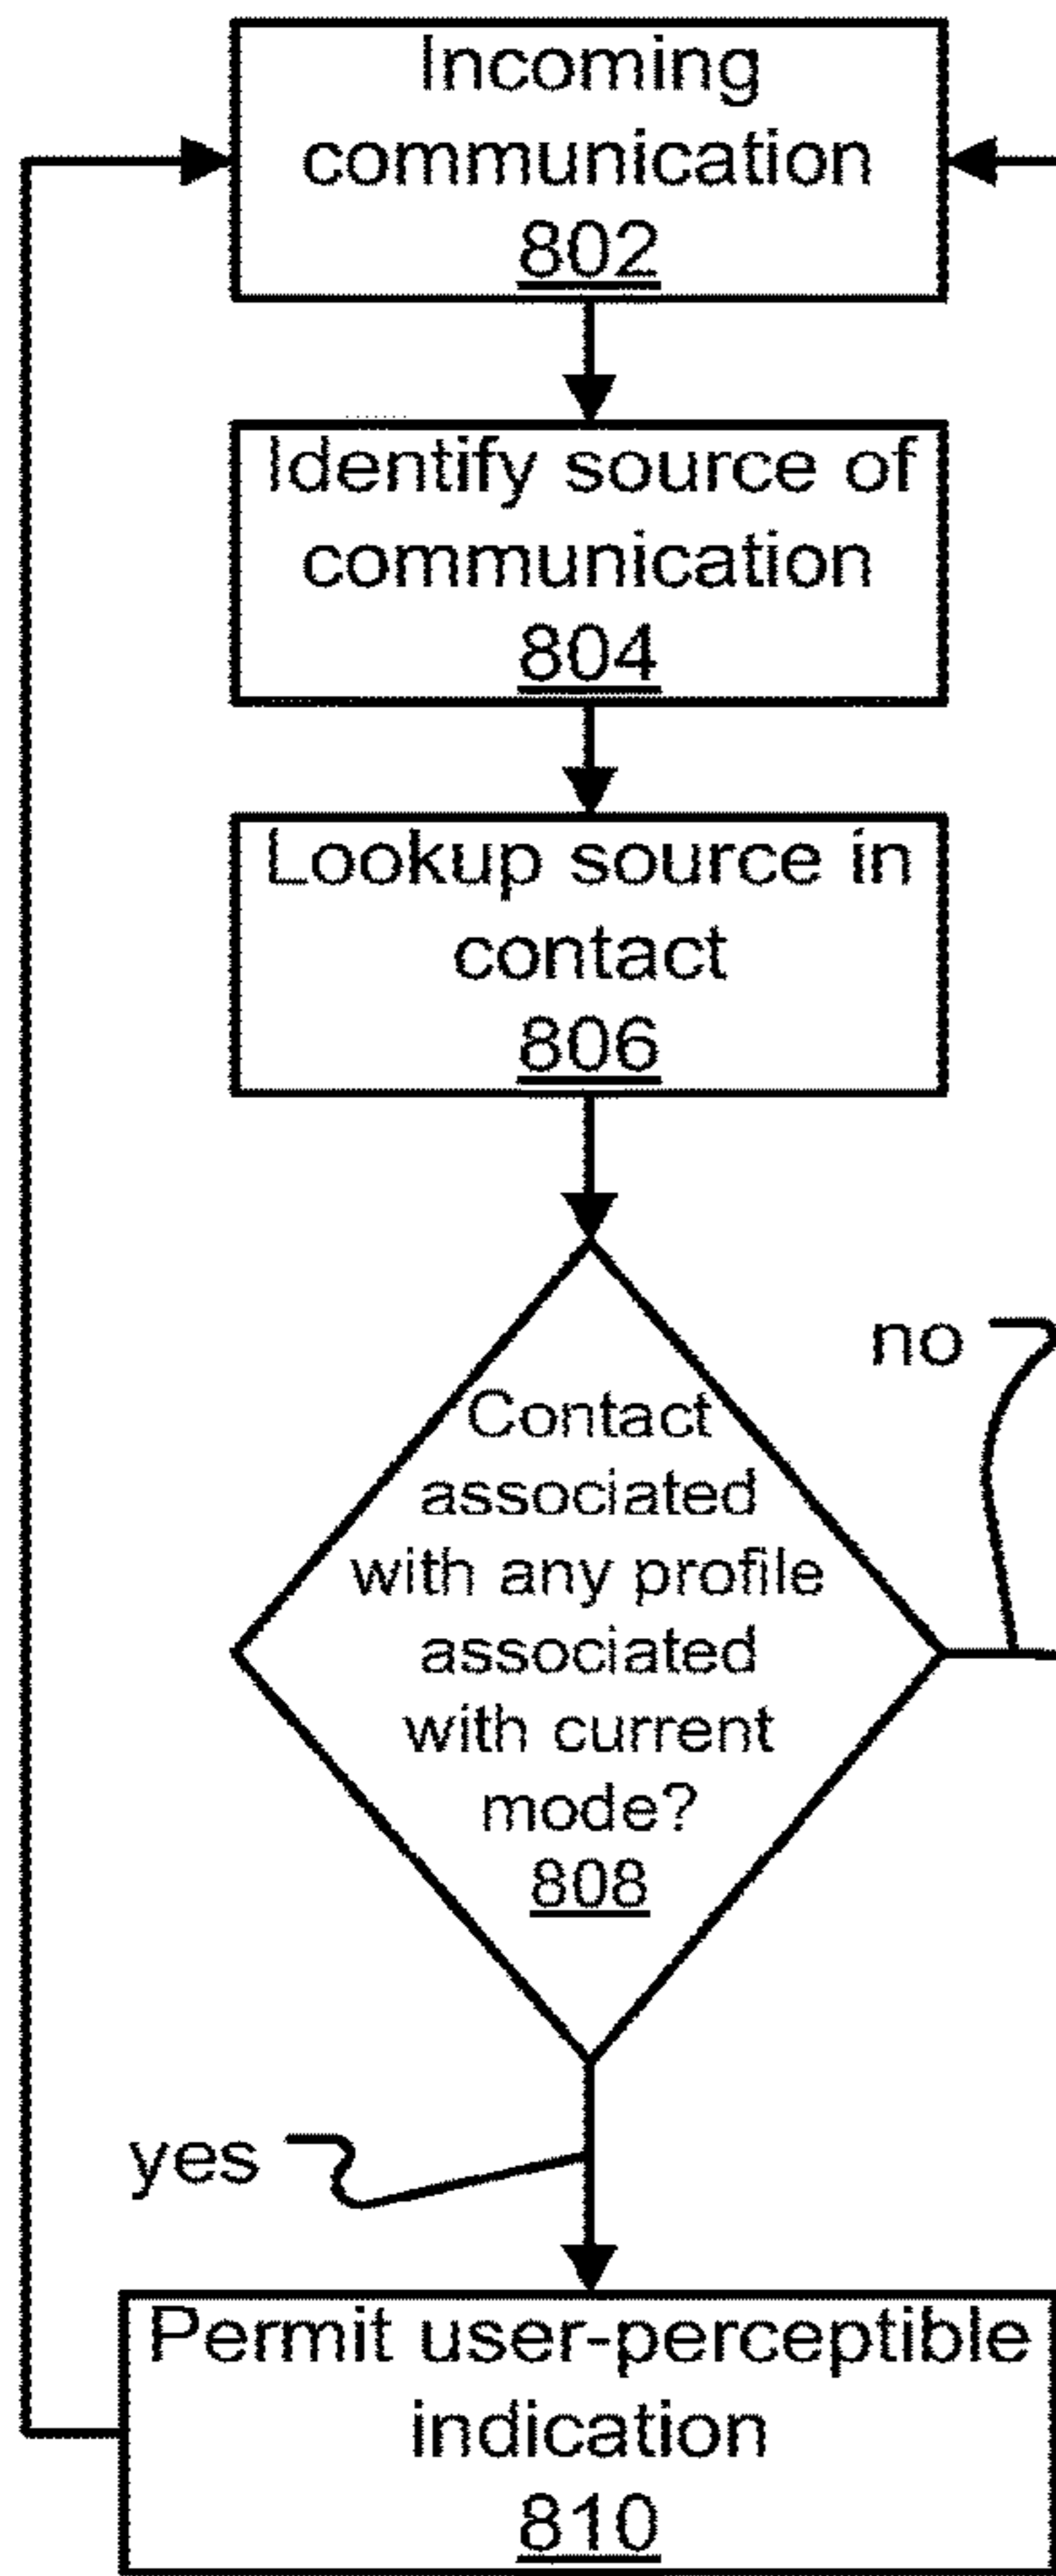 Incoming
communication
802
Identify source of
communication
804
Lookup source in
contact
806
no
Contact
associated
with any profile
associated
with current
mode?
808
yes
Permit user-perceptible
indication
810